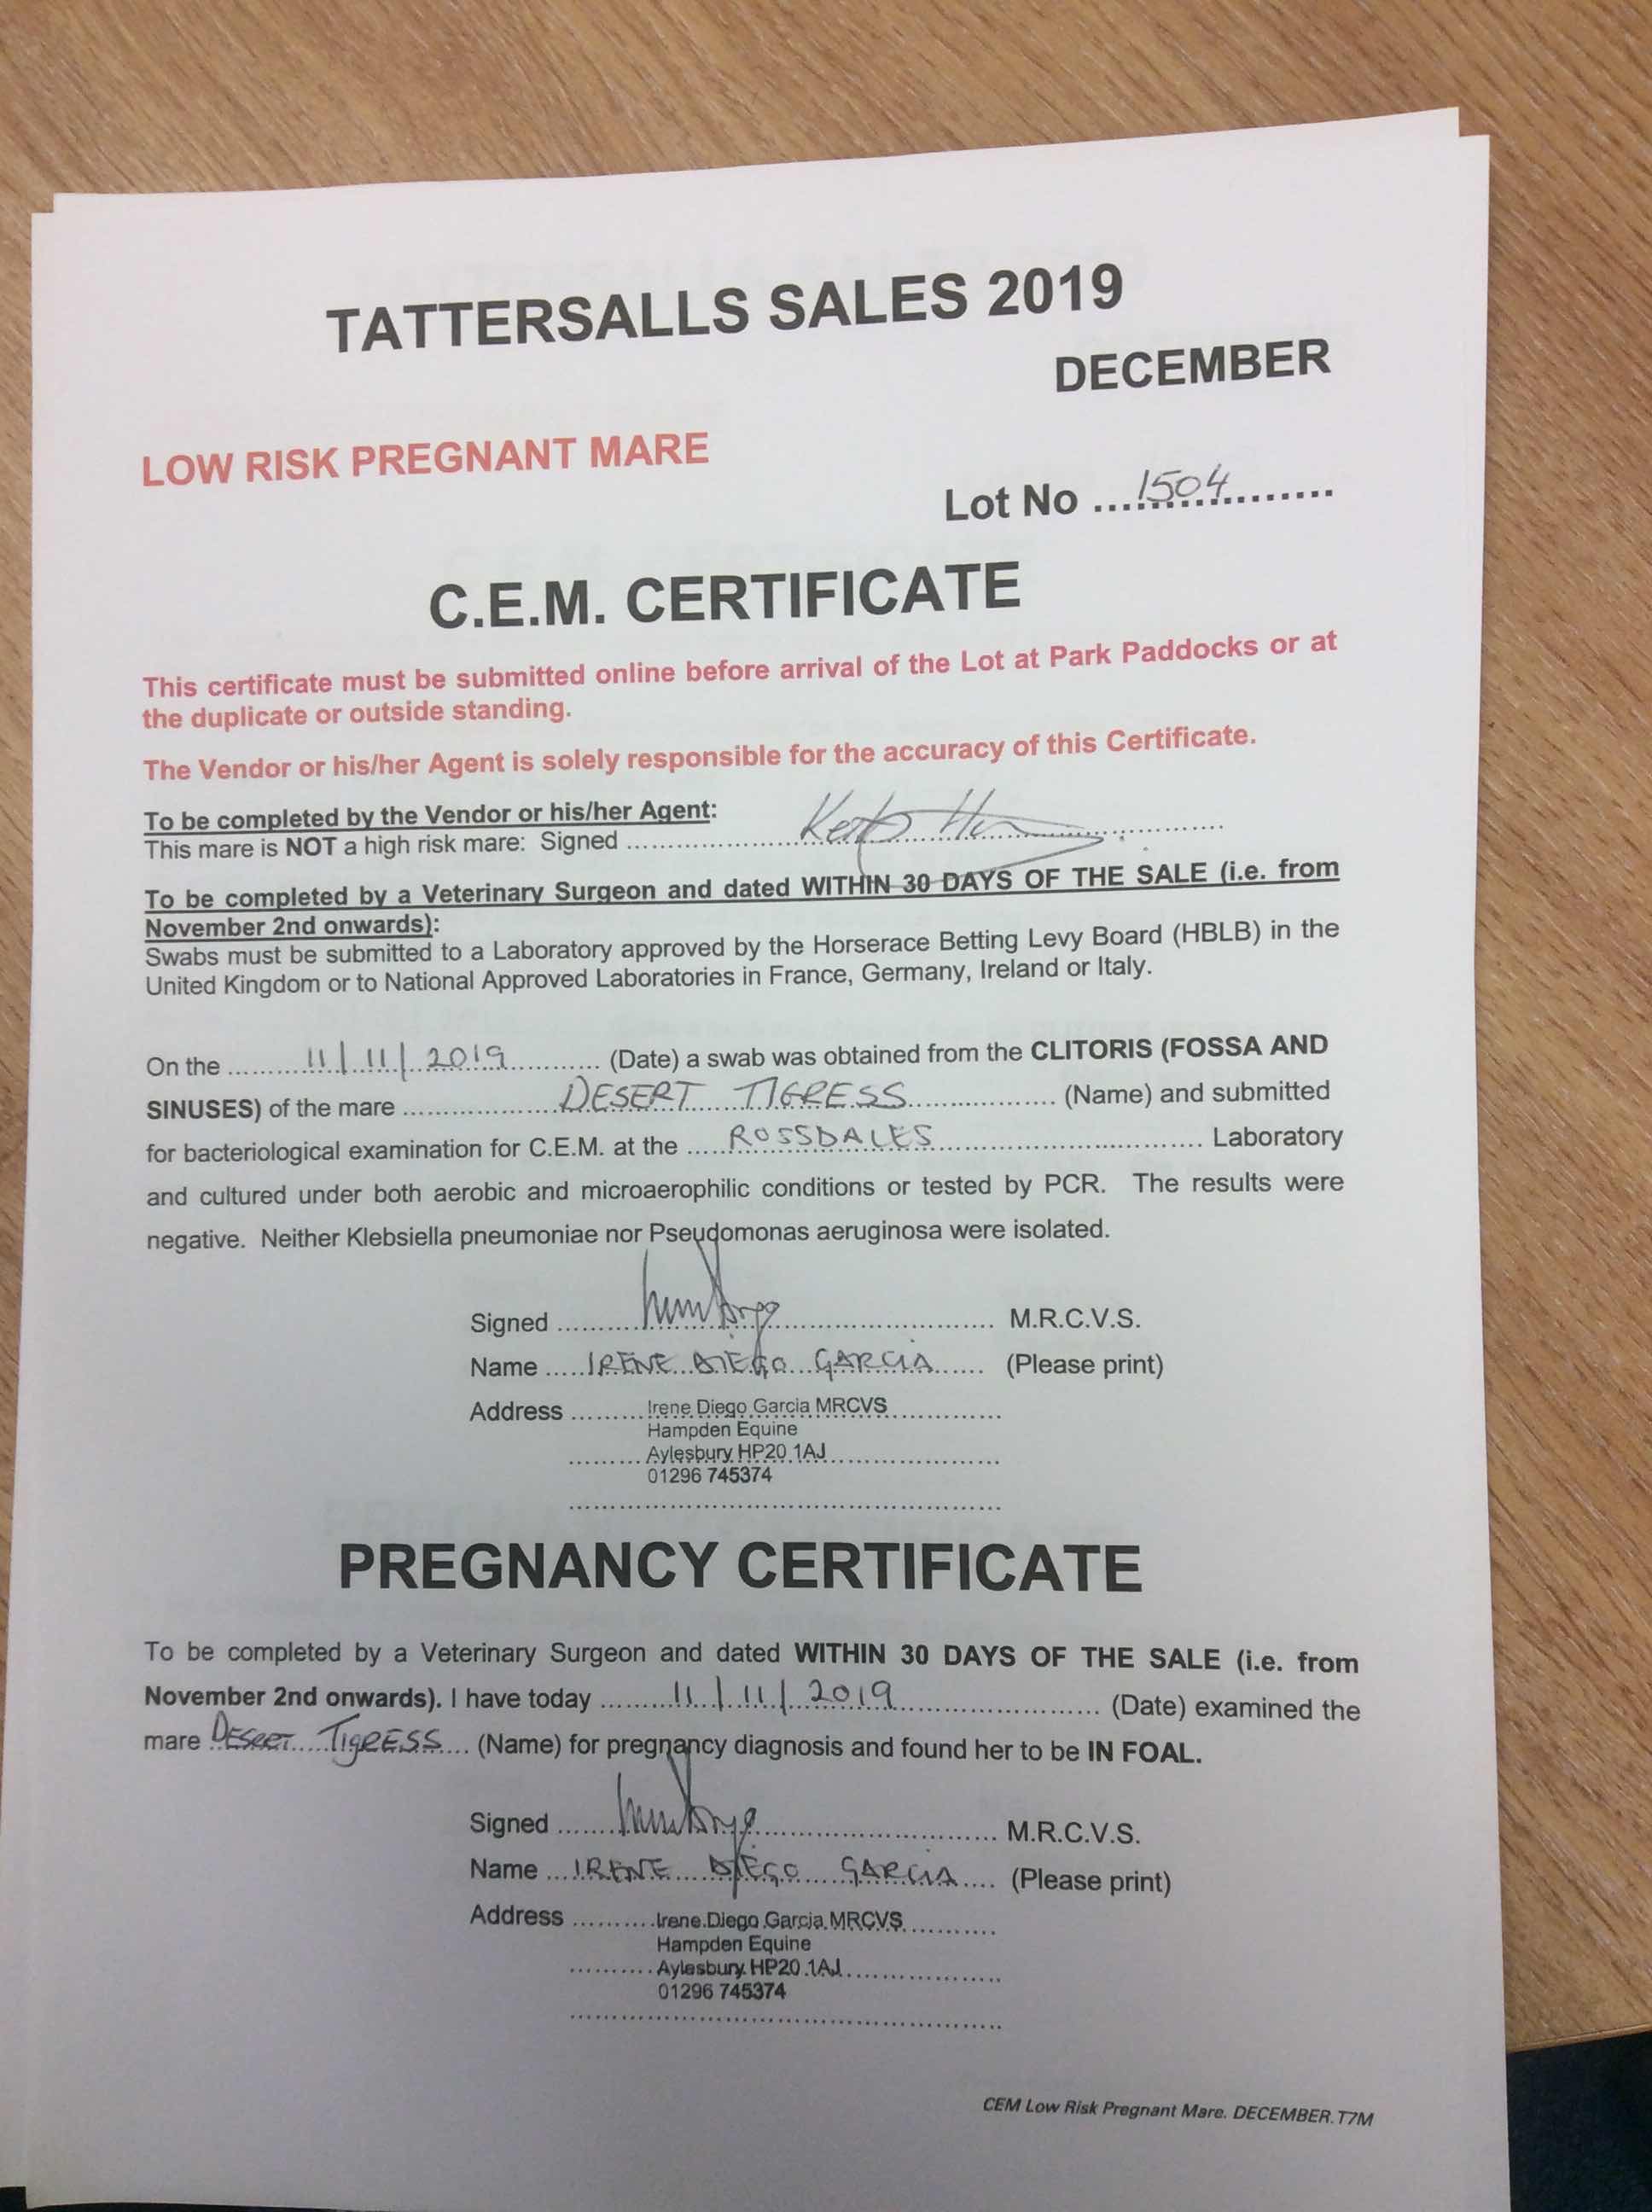 TATTERSALLS SALES 2019
DECEMBER
LOW RISK PREGNANT MARE
Lot No ....1504................
C.E.M. CERTIFICATE
This certificate must be submitted online before arrival of the Lot at Park Paddocks or at
the duplicate or outside standing.
The Vendor or his/her Agent is solely responsible for the accuracy of this Certificate.
To be completed by the Vendor or his/her Agent:
This mare is NOT a high risk mare: Signed ........................................
To be completed by a Veterinary Surgeon and dated WITHIN 30 DAYS OF THE SALE (i.e. from
November 2nd onwards):
Swabs must be submitted to a Laboratory approved by the Horserace Betting Levy Board (HBLB) in the
United Kingdom or to National Approved Laboratories in France, Germany, Ireland or Italy.
On the ..........11/11/2019............ (Date) a swab was obtained from the CLITORIS (FOSSA AND
SINUSES) of the mare ....................DESERT TIGRESS.................. (Name) and submitted
for bacteriological examination for C.E.M. at the .....ROSSDALES................................. Laboratory
and cultured under both aerobic and microaerophilic conditions or tested by PCR. The results were
negative. Neither Klebsiella pneumoniae nor Pseudomonas aeruginosa were isolated.
Signed ............................................ M.R.C.V.S.
Name .....IRENE DIEGO GARCIA...... (Please print)
Address ..........Irene Diego Garcia MRCVS..............
Hampden Equine
..........Aylesbury HP20 1AJ......................
01296 745374
PREGNANCY CERTIFICATE
To be completed by a Veterinary Surgeon and dated WITHIN 30 DAYS OF THE SALE (i.e. from
November 2nd onwards). I have today .........11/11/2019......................... (Date) examined the
mare DESERT TIGRESS.... (Name) for pregnancy diagnosis and found her to be IN FOAL.
Signed ............................................ M.R.C.V.S.
Name ....IRENE DIEGO GARCIA.... (Please print)
Address ..........Irene Diego Garcia MRCVS............
Hampden Equine
..........Aylesbury HP20 1AJ....................
01296 745374
CEM Low Risk Pregnant Mare. DECEMBER. T7M